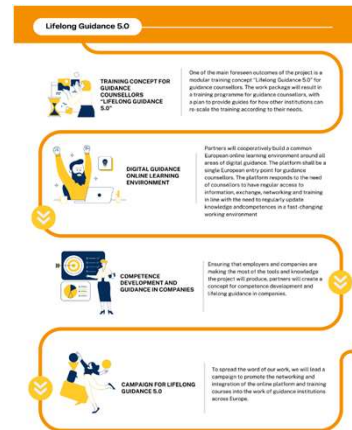 Lifelong Guidance 5.0
TRAINING CONCEPT FOR
GUIDANCE
COUNSELLORS
"LIFELONG GUIDANCE
5.0"
One of the main foreseen outcomes of the project is a
modular training concept "Lifelong Guidance 5.0" for
guidance counsellors. The work package will result in
a training programme for guidance counsellors, with
a plan to provide guides for how other institutions can
re-scale the training according to their needs.
DIGITAL GUIDANCE
ONLINE LEARNING
ENVIRONMENT
Partners will cooperatively build a common
European online learning environment around all
areas of digital guidance. The platform shall be a
single European entry point for guidance
counsellors. The platform responds to the need
of counsellors to have regular access to
information, exchange, networking and training
in line with the need to regularly update
knowledge andcompetences in a fast-changing
working environment
COMPETENCE
DEVELOPMENT AND
GUIDANCE IN COMPANIES
Ensuring that employers and companies are
making the most of the tools and knowledge
the project will produce, partners will create a
concept for competence development and
lifelong guidance in companies.
CAMPAIGN FOR LIFELONG
GUIDANCE 5.0
To spread the word of our work, we will lead a
campaign to promote the networking and
integration of the online platform and training
courses into the work of guidance institutions
across Europe.